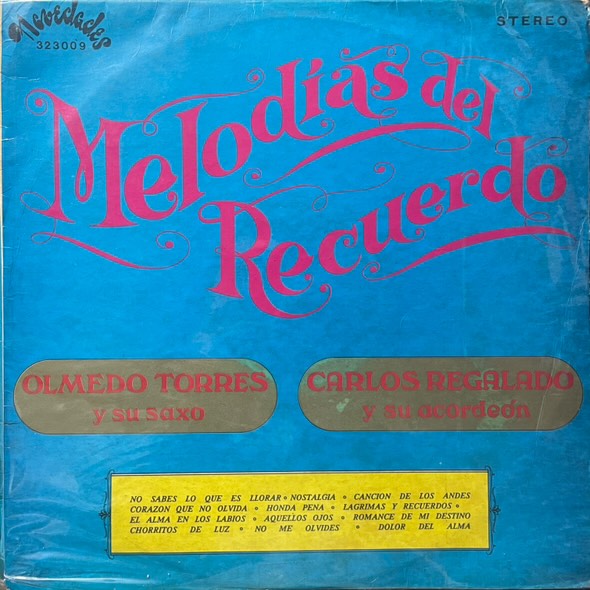 Novedades
323009
STEREO
Melodías del
Recuerdo
OLMEDO TORRES
y su saxo
CARLOS REGALADO
y su acordeón
NO SABES LO QUE ES LLORAR • NOSTALGIA • CANCION DE LOS ANDES
CORAZON QUE NO OLVIDA • HONDA PENA • LAGRIMAS Y RECUERDOS •
EL ALMA EN LOS LABIOS • AQUELLOS OJOS • ROMANCE DE MI DESTINO
CHORRITOS DE LUZ • NO ME OLVIDES • DOLOR DEL ALMA